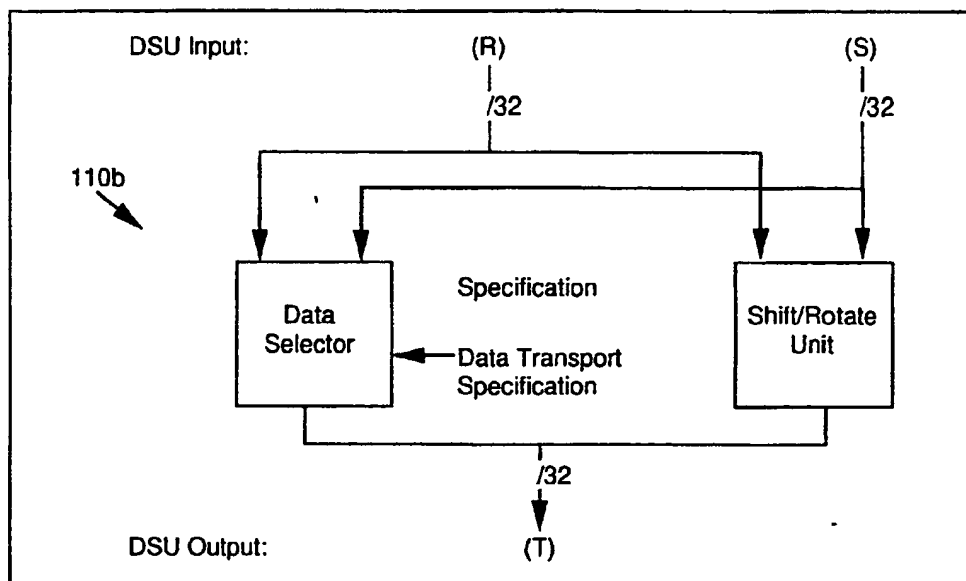 DSU Input: (R) (S)
/32 /32
110b
Specification
Data
Selector
Shift/Rotate
Unit
Data Transport
Specification
/32
DSU Output: (T)